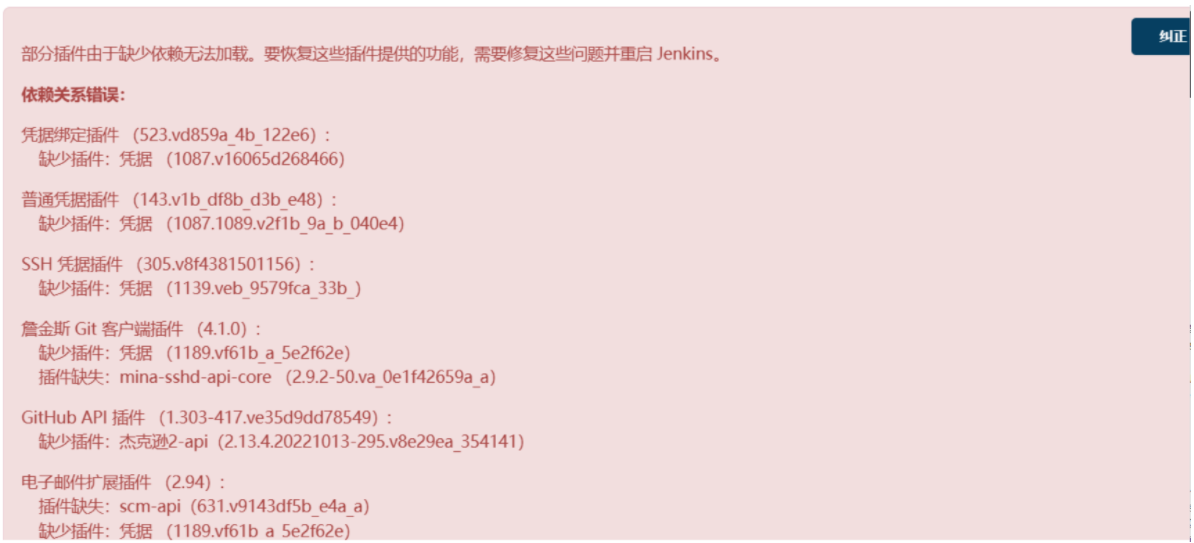 部分插件由于缺少依赖无法加载。要恢复这些插件提供的功能，需要修复这些问题并重启 Jenkins。
纠正
依赖关系错误：
凭据绑定插件 （523.vd859a_4b_122e6）：
缺少插件：凭据 （1087.v16065d268466）
普通凭据插件 （143.v1b_df8b_d3b_e48）：
缺少插件：凭据 （1087.1089.v2f1b_9a_b_040e4）
SSH 凭据插件 （305.v8f4381501156）：
缺少插件：凭据 （1139.veb_9579fca_33b_）
詹金斯 Git 客户端插件 （4.1.0）：
缺少插件：凭据 （1189.vf61b_a_5e2f62e）
插件缺失：mina-sshd-api-core （2.9.2-50.va_0e1f42659a_a）
GitHub API 插件 （1.303-417.ve35d9dd78549）：
缺少插件：杰克逊2-api（2.13.4.20221013-295.v8e29ea_354141）
电子邮件扩展插件 （2.94）：
插件缺失：scm-api（631.v9143df5b_e4a_a）
缺少插件：凭据 （1189.vf61b_a_5e2f62e）